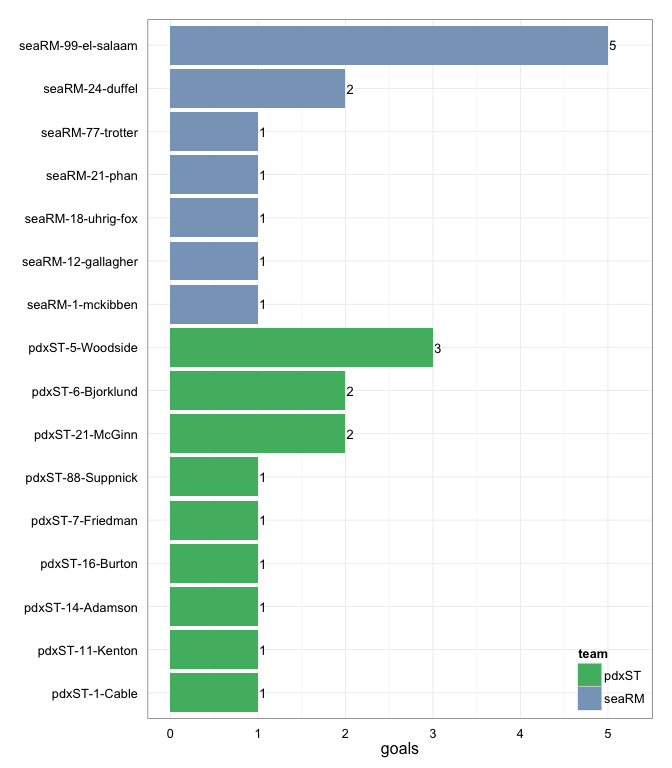 seaRM-99-el-salaam 5
seaRM-24-duffel 2
seaRM-77-trotter 1
seaRM-21-phan 1
seaRM-18-uhrig-fox 1
seaRM-12-gallagher 1
seaRM-1-mckibben 1
pdxST-5-Woodside 3
pdxST-6-Bjorklund 2
pdxST-21-McGinn 2
pdxST-88-Suppnick 1
pdxST-7-Friedman 1
pdxST-16-Burton 1
pdxST-14-Adamson 1
pdxST-11-Kenton 1
pdxST-1-Cable 1
team
pdxST
seaRM
0 1 2 3 4 5
goals